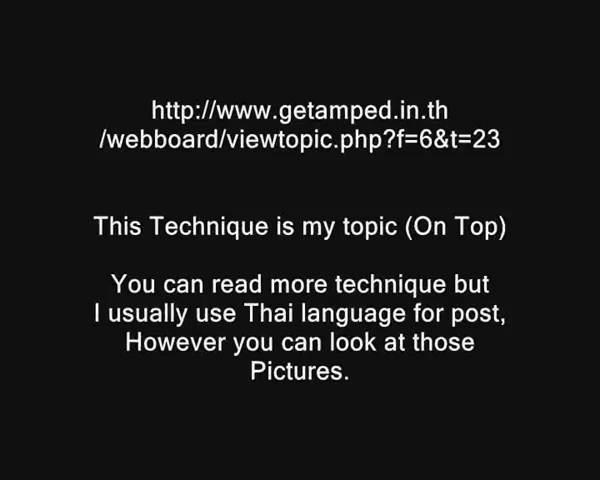 http://www.getamped.in.th
/webboard/viewtopic.php?f=6&t=23
This Technique is my topic (On Top)
You can read more technique but
I usually use Thai language for post,
However you can look at those
Pictures.